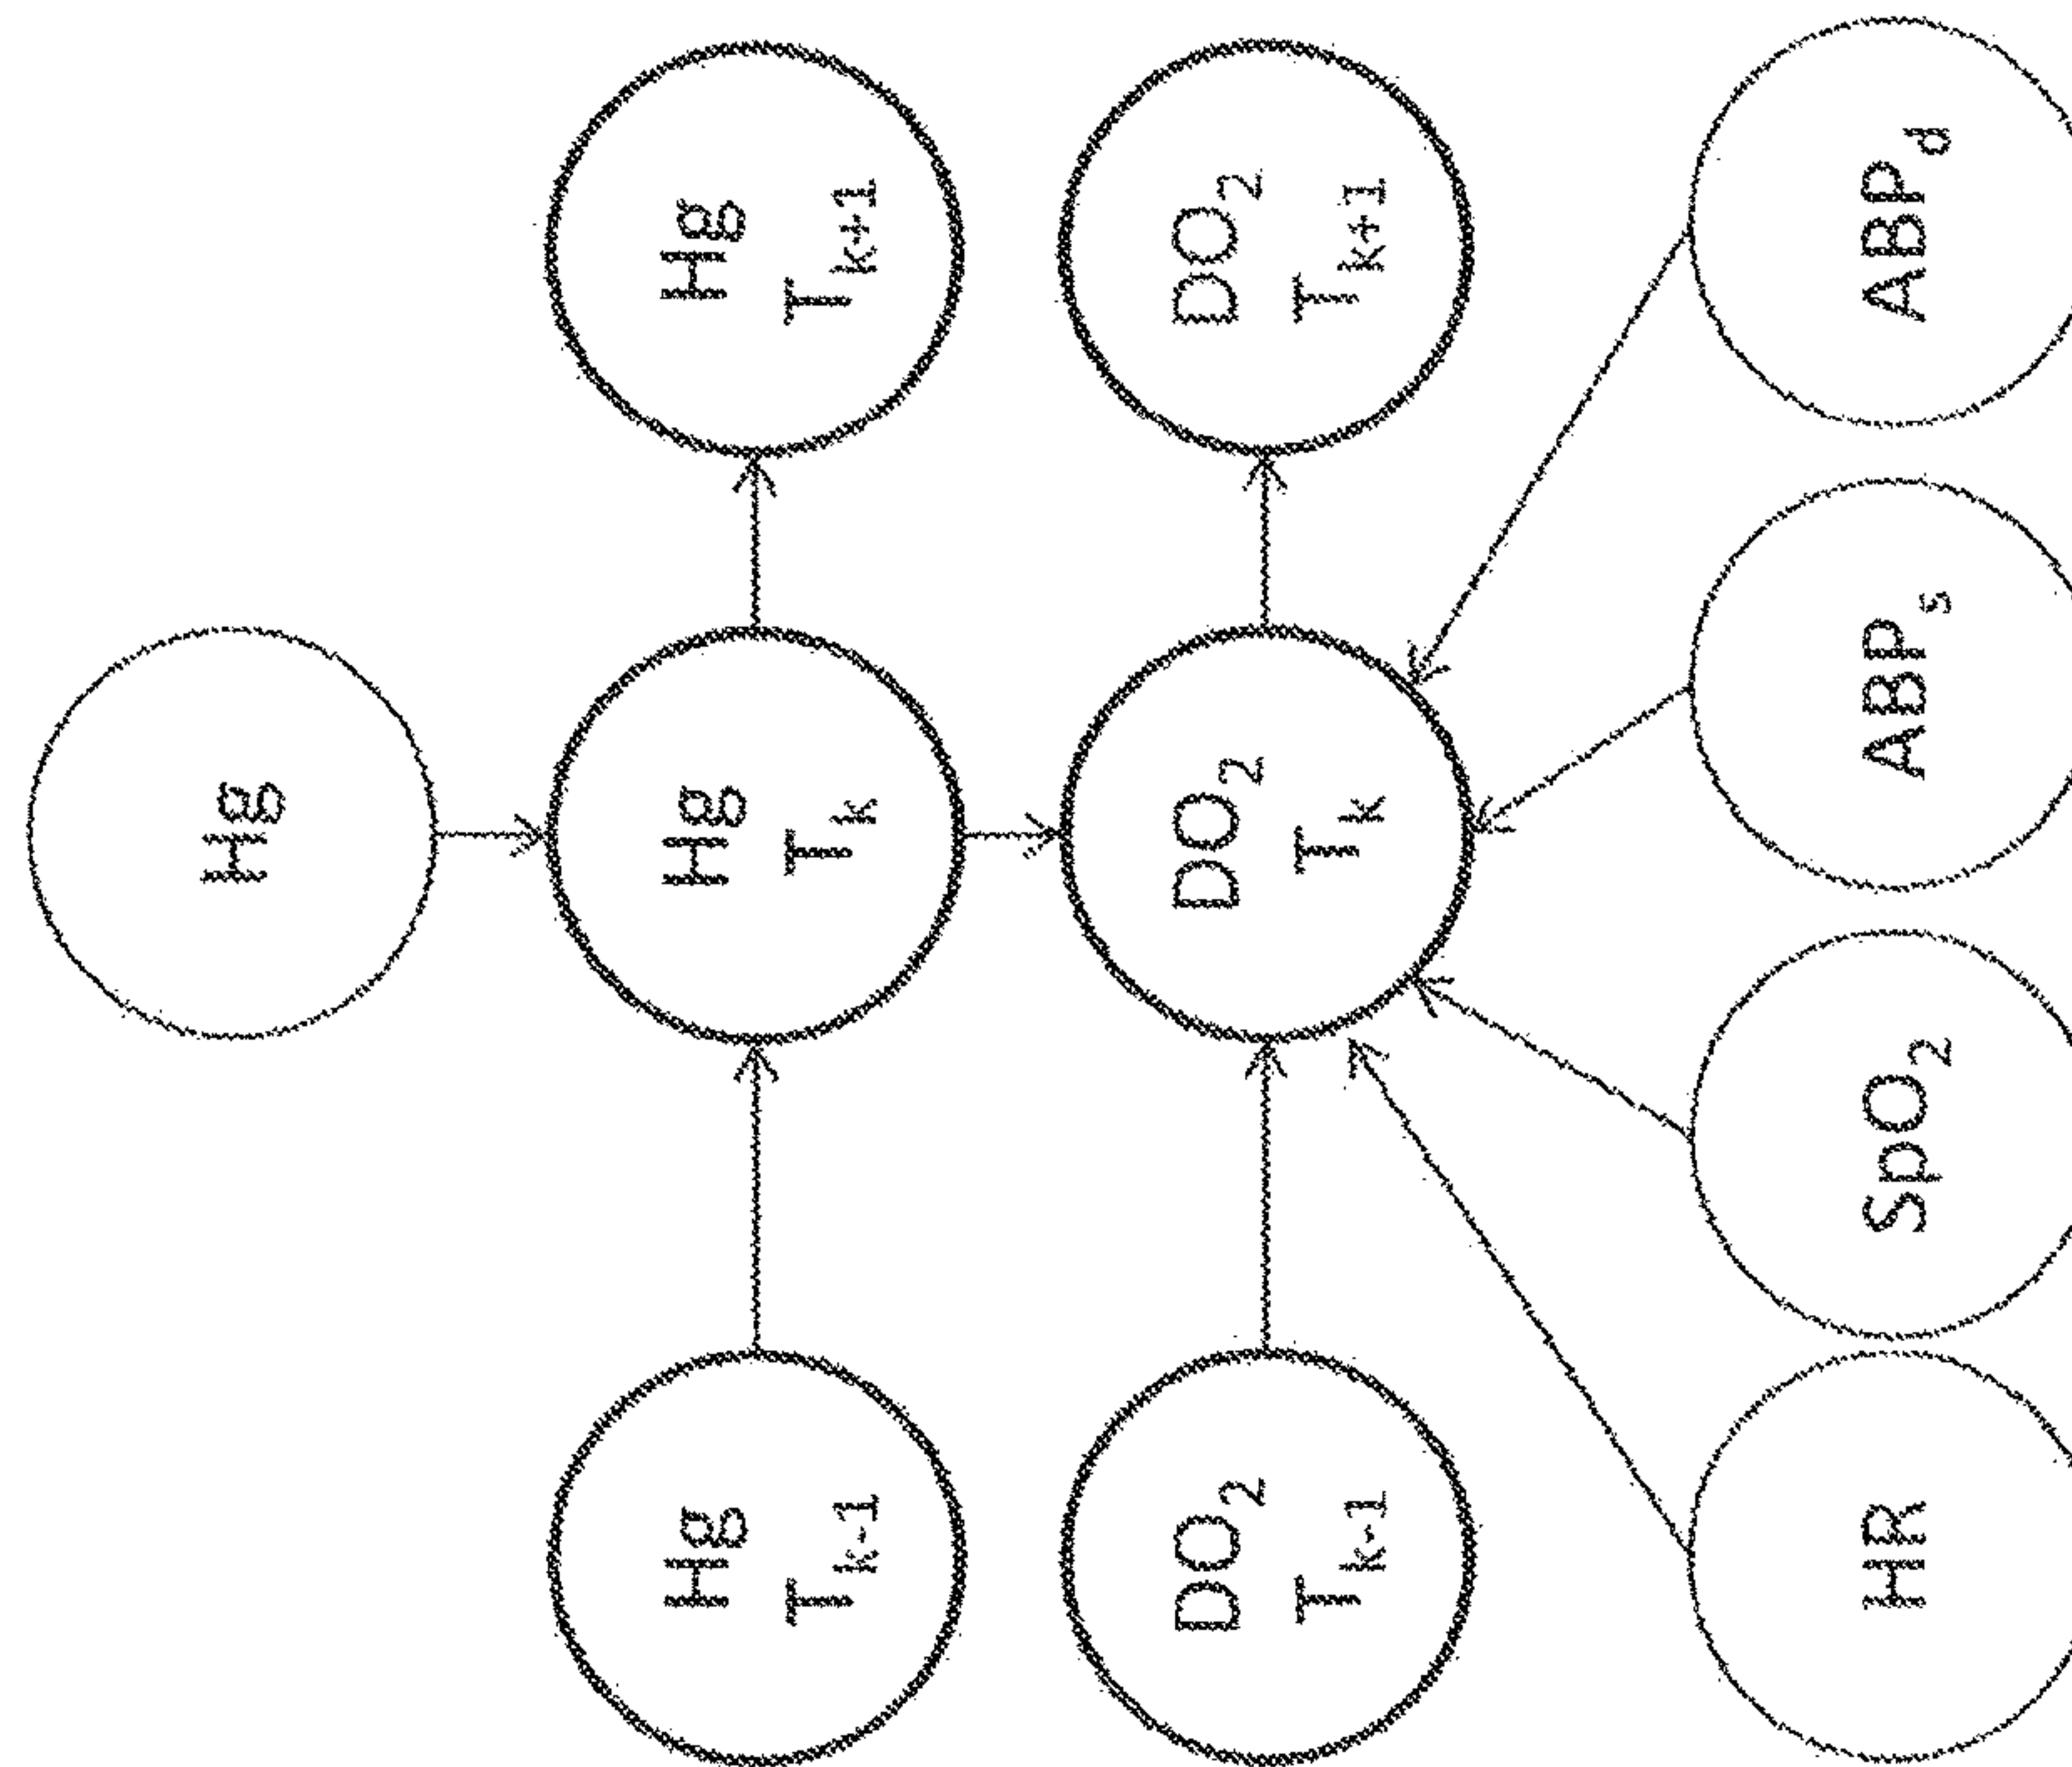 Hg
Hg
Tk-1
Hg
Tk
Hg
Tk+1
DO2
Tk-1
DO2
Tk
DO2
Tk+1
HR
SpO2
ABPs
ABPd